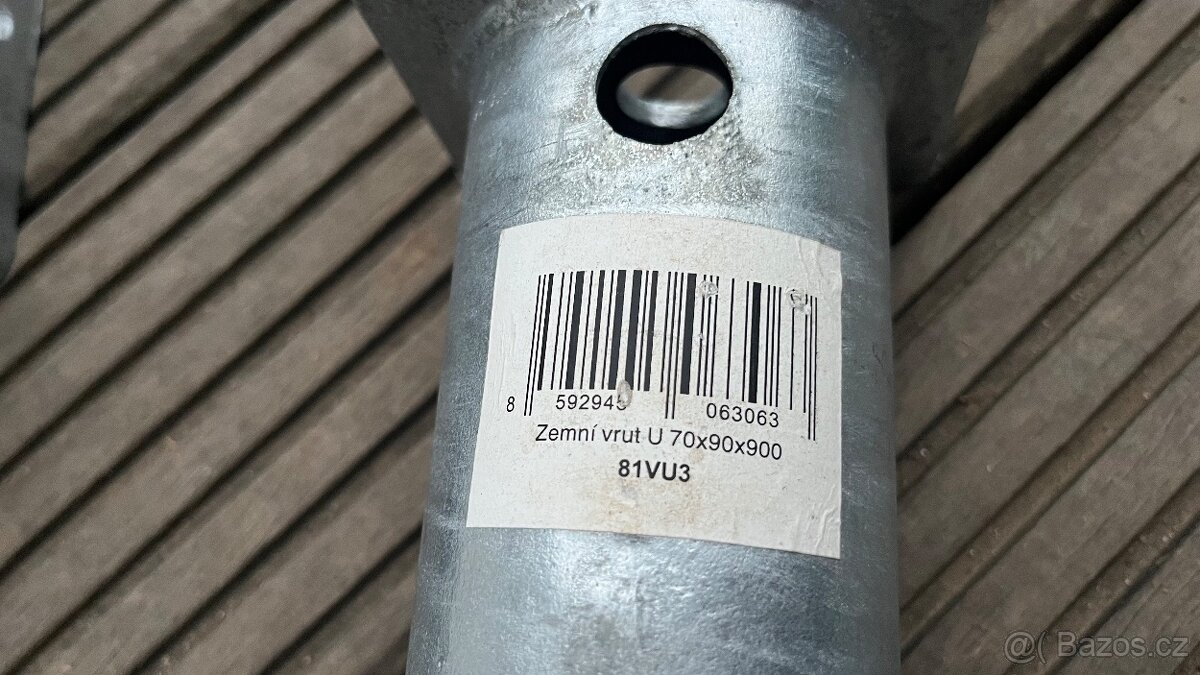 8 592945 063063
Zemní vrut U 70x90x900
81VU3
@( Bazos.cz